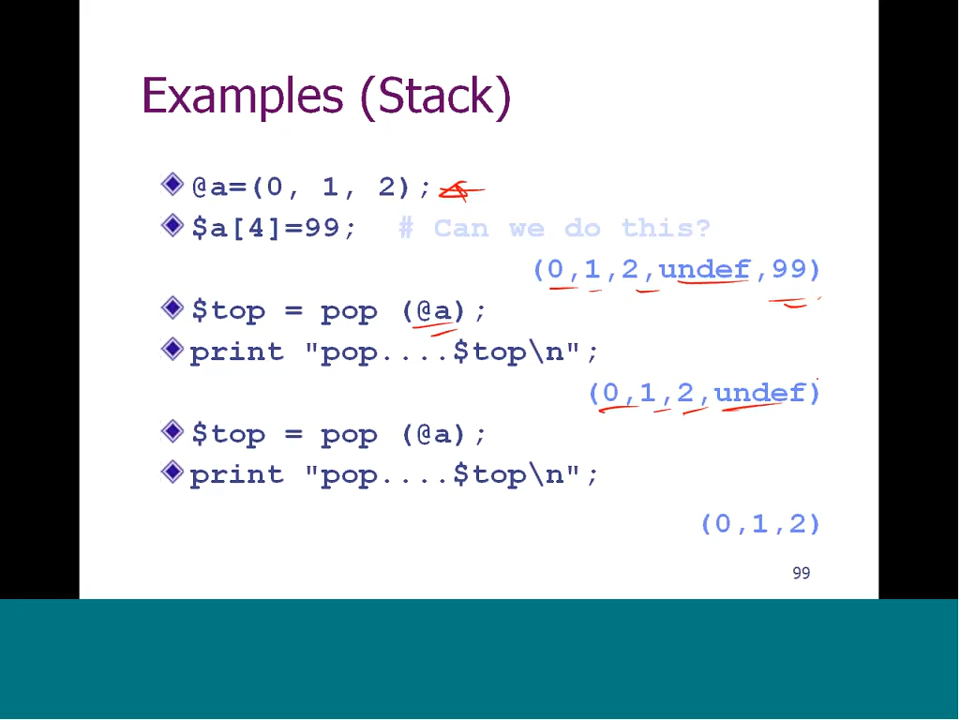 Examples (Stack)
@a=(0, 1, 2);
$a[4]=99; # Can we do this?
(0,1,2,undef,99)
$top = pop (@a);
print "pop....$top\n";
(0,1,2,undef)
$top = pop (@a);
print "pop....$top\n";
(0,1,2)
99